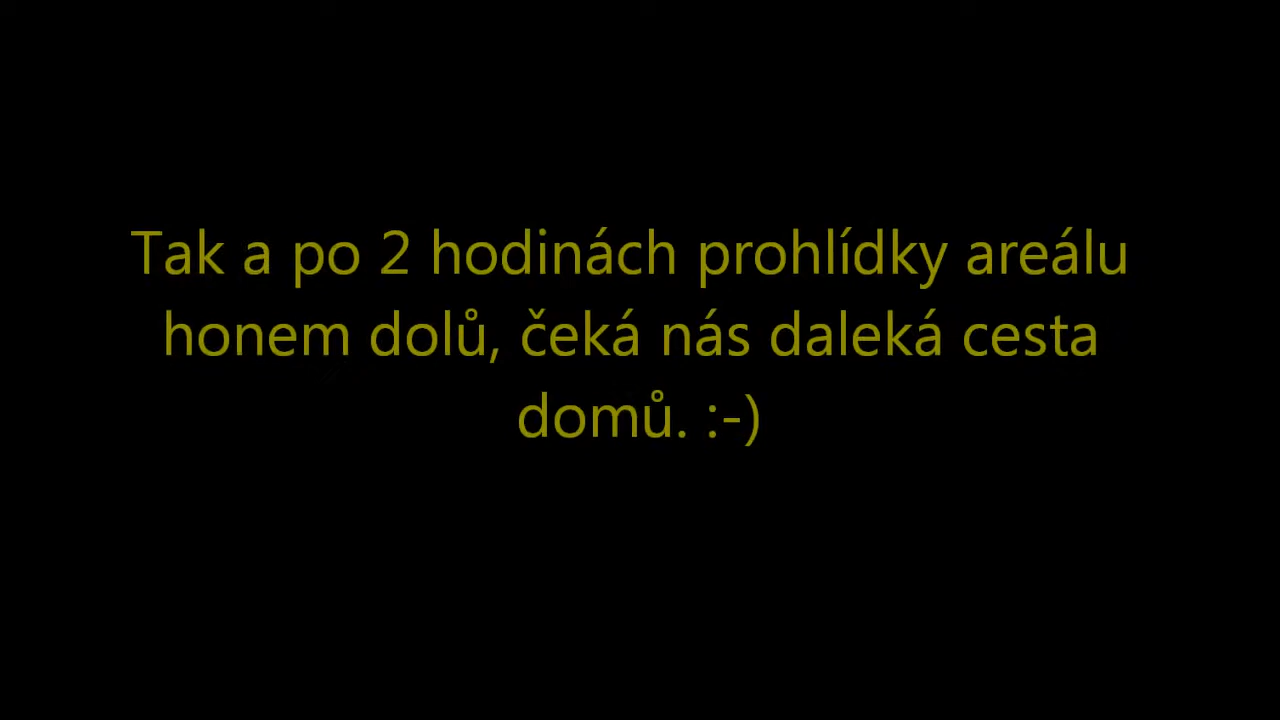 Tak a po 2 hodinách prohlídky areálu
honem dolů, čeká nás daleká cesta
domů. :-)